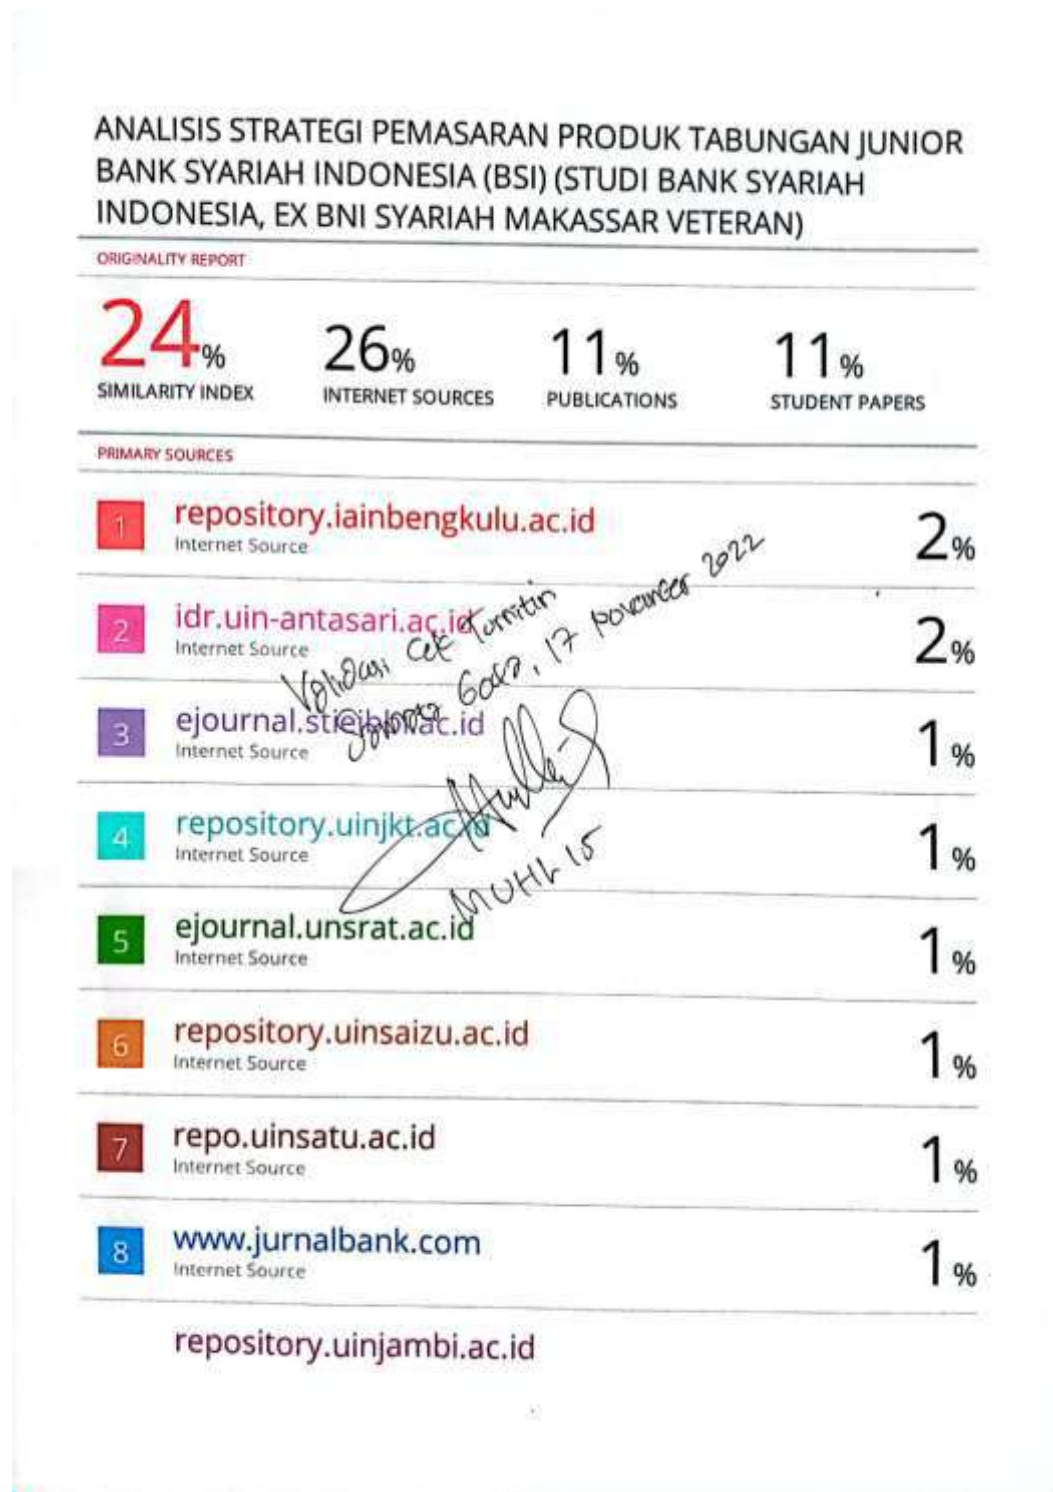 ANALISIS STRATEGI PEMASARAN PRODUK TABUNGAN JUNIOR
BANK SYARIAH INDONESIA (BSI) (STUDI BANK SYARIAH
INDONESIA, EX BNI SYARIAH MAKASSAR VETERAN)
ORIGINALITY REPORT
24% 26% 11% 11%
SIMILARITY INDEX INTERNET SOURCES PUBLICATIONS STUDENT PAPERS
PRIMARY SOURCES
1 repository.iainbengkulu.ac.id 2%
Internet Source
2 idr.uin-antasari.ac.id 2%
Internet Source
Validasi Cek Turnitin
Gowa, 17 November 2022
3 ejournal. .ac.id 1%
Internet Source
4 repository.uinjkt.ac.id 1%
Internet Source
5 ejournal.unsrat.ac.id 1%
Internet Source
6 repository.uinsaizu.ac.id 1%
Internet Source
7 repo.uinsatu.ac.id 1%
Internet Source
8 www.jurnalbank.com 1%
Internet Source
repository.uinjambi.ac.id